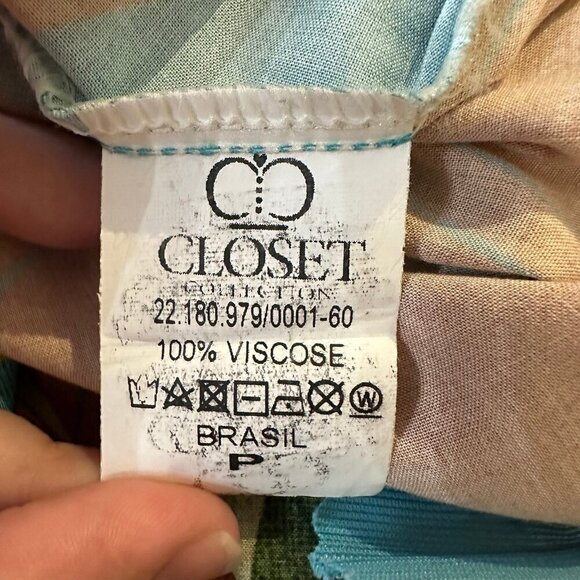 CLOSET
COLLECTION
22.180.979/0001-60
100% VISCOSE
W
BRASIL
P